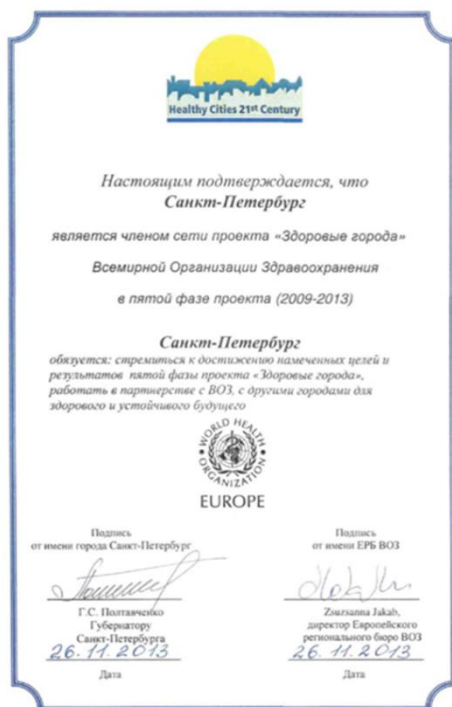 Healthy Cities 21st Century
Настоящим подтверждается, что
Санкт-Петербург
является членом сети проекта «Здоровые города»
Всемирной Организации Здравоохранения
в пятой фазе проекта (2009-2013)
Санкт-Петербург
обязуется: стремиться к достижению намеченных целей и
результатов пятой фазы проекта «Здоровые города»,
работать в партнерстве с ВОЗ, с другими городами для
здорового и устойчивого будущего
WORLD HEALTH
ORGANIZATION
EUROPE
Подпись
от имени города Санкт-Петербург
Г.С. Полтавченко
Губернатору
Санкт-Петербурга
26.11.2013
Дата
Подпись
от имени ЕРБ ВОЗ
Zsuzsanna Jakab,
директор Европейского
регионального бюро ВОЗ
26.11.2013
Дата